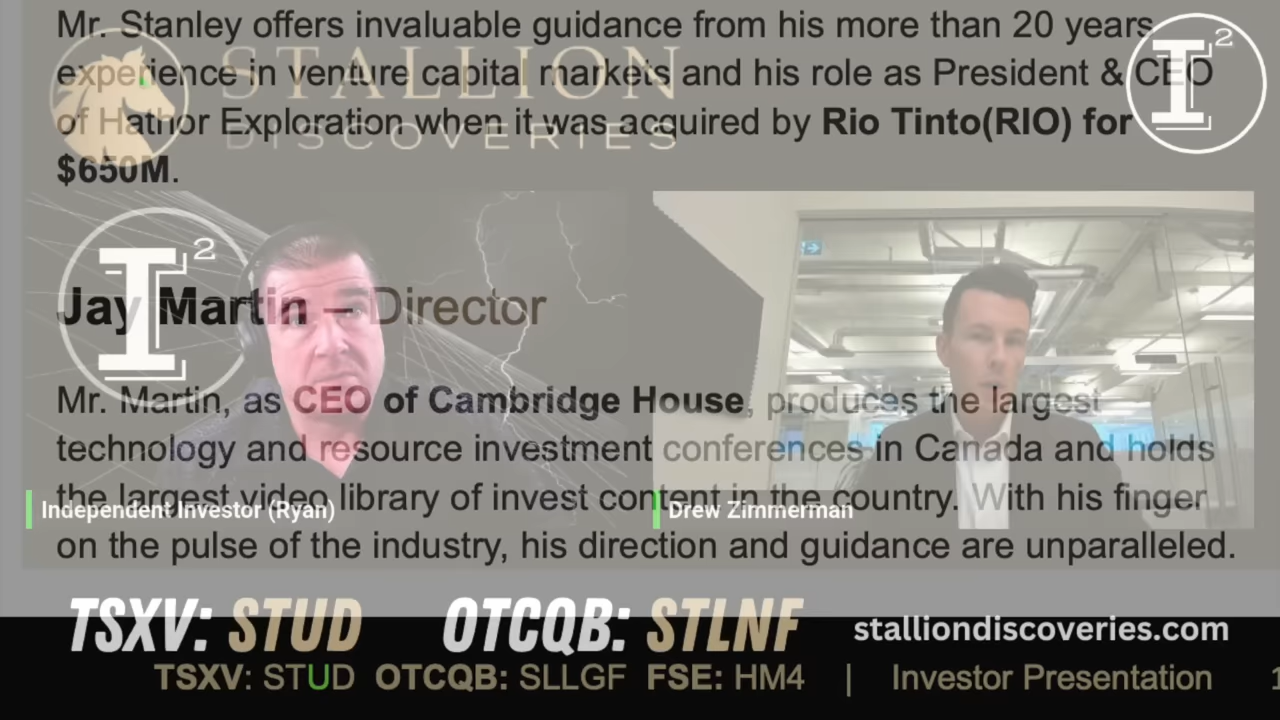 Mr. Stanley offers invaluable guidance from his more than 20 years
experience in venture capital markets and his role as President & CEO
of Hathor Exploration when it was acquired by Rio Tinto(RIO) for
$650M.
STALLION
DISCOVERIES
I²
I²
Jay Martin – Director
Mr. Martin, as CEO of Cambridge House, produces the largest
technology and resource investment conferences in Canada and holds
the largest video library of invest content in the country. With his finger
on the pulse of the industry, his direction and guidance are unparalleled.
Independent Investor (Ryan)
Drew Zimmerman
TSXV: STUD OTCQB: STLNF stalliondiscoveries.com
TSXV: STUD OTCQB: SLLGF FSE: HM4 | Investor Presentation